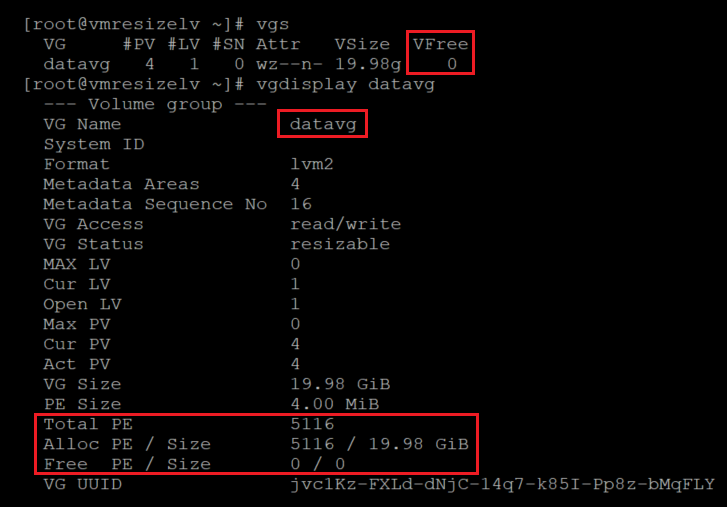 [root@vmresizelv ~]# vgs
  VG     #PV #LV #SN Attr   VSize  VFree
  datavg   4   1   0 wz--n- 19.98g    0
[root@vmresizelv ~]# vgdisplay datavg
  --- Volume group ---
  VG Name               datavg
  System ID
  Format                lvm2
  Metadata Areas        4
  Metadata Sequence No  16
  VG Access             read/write
  VG Status             resizable
  MAX LV                0
  Cur LV                1
  Open LV               1
  Max PV                0
  Cur PV                4
  Act PV                4
  VG Size               19.98 GiB
  PE Size               4.00 MiB
  Total PE              5116
  Alloc PE / Size       5116 / 19.98 GiB
  Free  PE / Size       0 / 0
  VG UUID               jvc1Kz-FXLd-dNjC-14q7-k85I-Pp8z-bMqFLY